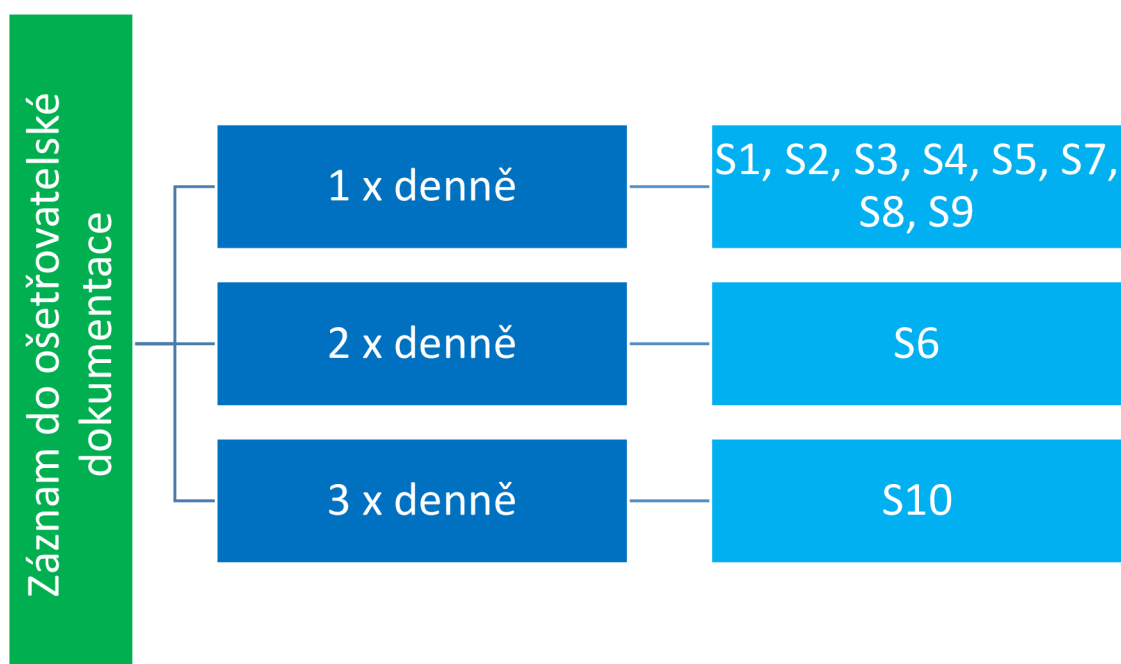 Záznam do ošetřovatelské
dokumentace
1 x denně
S1, S2, S3, S4, S5, S7,
S8, S9
2 x denně
S6
3 x denně
S10